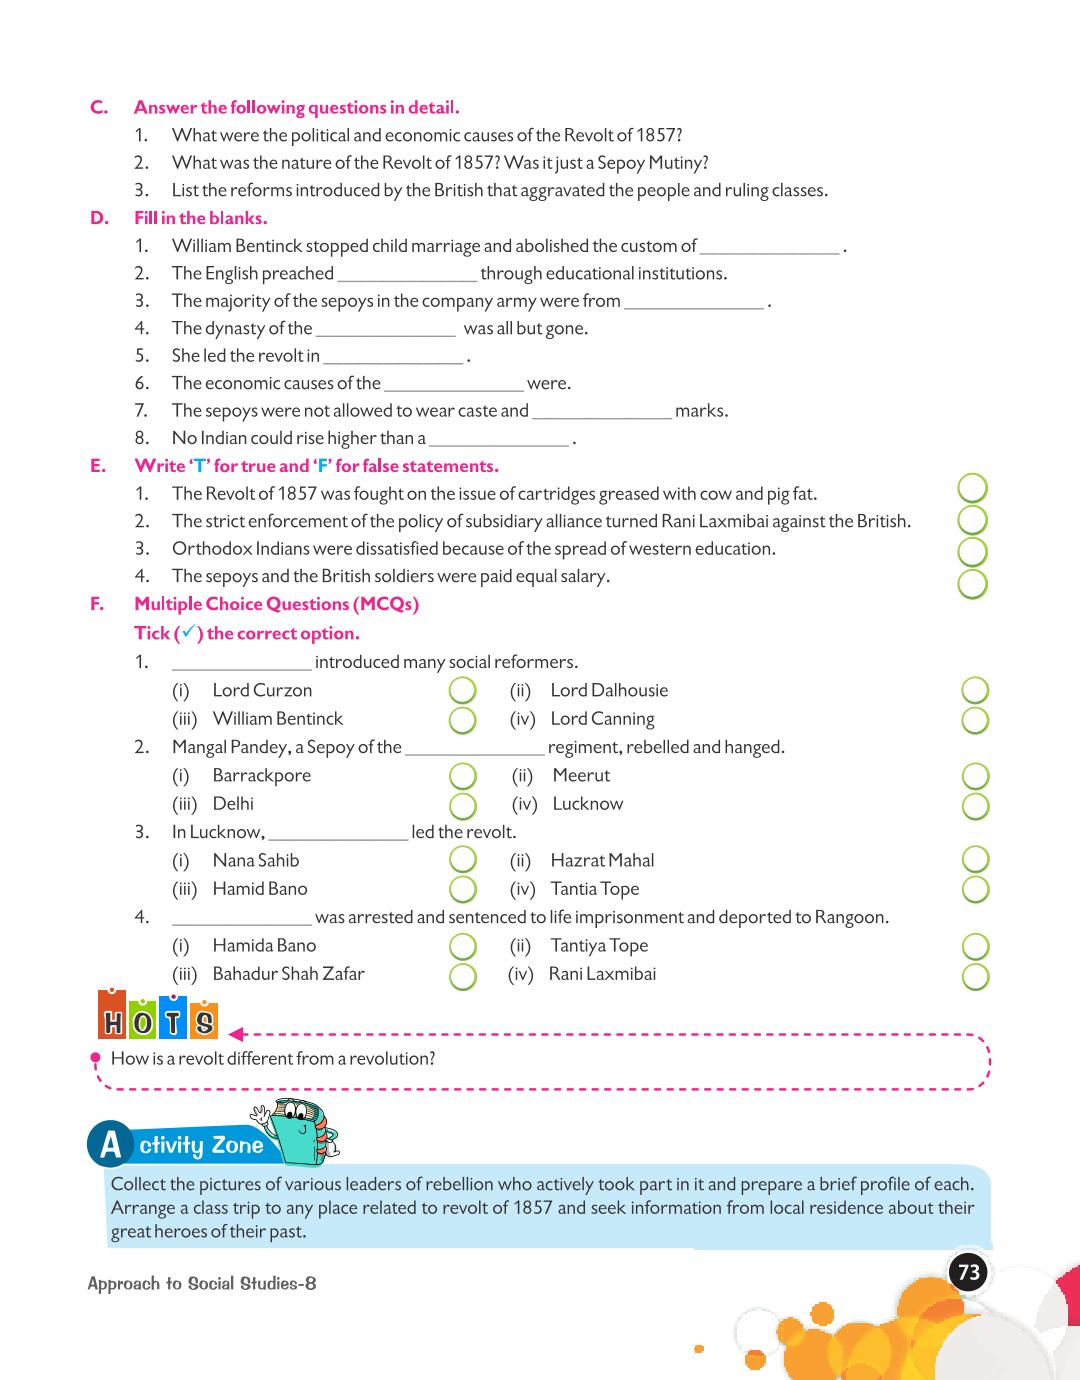 C. Answer the following questions in detail.
1. What were the political and economic causes of the Revolt of 1857?
2. What was the nature of the Revolt of 1857? Was it just a Sepoy Mutiny?
3. List the reforms introduced by the British that aggravated the people and ruling classes.
D. Fill in the blanks.
1. William Bentinck stopped child marriage and abolished the custom of ______________ .
2. The English preached ______________ through educational institutions.
3. The majority of the sepoys in the company army were from ______________ .
4. The dynasty of the ______________ was all but gone.
5. She led the revolt in ______________ .
6. The economic causes of the ______________ were.
7. The sepoys were not allowed to wear caste and ______________ marks.
8. No Indian could rise higher than a ______________ .
E. Write ‘T’ for true and ‘F’ for false statements.
1. The Revolt of 1857 was fought on the issue of cartridges greased with cow and pig fat.
2. The strict enforcement of the policy of subsidiary alliance turned Rani Laxmibai against the British.
3. Orthodox Indians were dissatisfied because of the spread of western education.
4. The sepoys and the British soldiers were paid equal salary.
F. Multiple Choice Questions (MCQs)
Tick (✓) the correct option.
1. ______________ introduced many social reformers.
(i) Lord Curzon (ii) Lord Dalhousie
(iii) William Bentinck (iv) Lord Canning
2. Mangal Pandey, a Sepoy of the ______________ regiment, rebelled and hanged.
(i) Barrackpore (ii) Meerut
(iii) Delhi (iv) Lucknow
3. In Lucknow, ______________ led the revolt.
(i) Nana Sahib (ii) Hazrat Mahal
(iii) Hamid Bano (iv) Tantia Tope
4. ______________ was arrested and sentenced to life imprisonment and deported to Rangoon.
(i) Hamida Bano (ii) Tantiya Tope
(iii) Bahadur Shah Zafar (iv) Rani Laxmibai
HOTS
How is a revolt different from a revolution?
Activity Zone
Collect the pictures of various leaders of rebellion who actively took part in it and prepare a brief profile of each.
Arrange a class trip to any place related to revolt of 1857 and seek information from local residence about their
great heroes of their past.
Approach to Social Studies-8
73